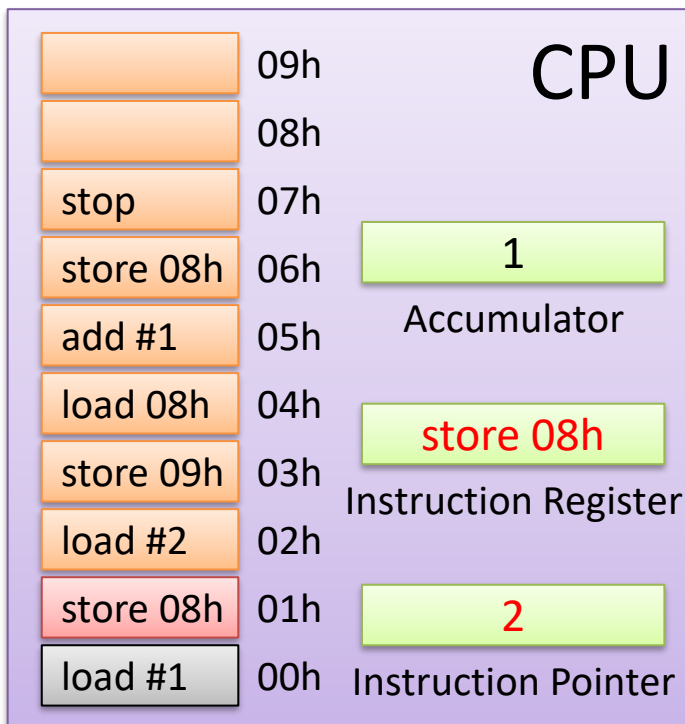 CPU
09h
08h
stop 07h
store 08h 06h
add #1 05h
load 08h 04h
store 09h 03h
load #2 02h
store 08h 01h
load #1 00h
1
Accumulator
store 08h
Instruction Register
2
Instruction Pointer